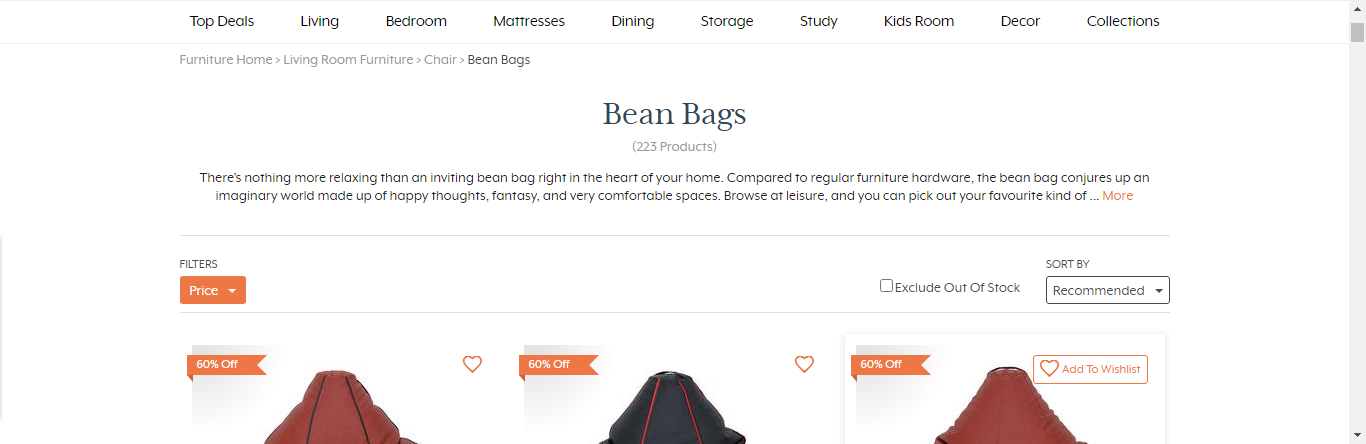 Top Deals Living Bedroom Mattresses Dining Storage Study Kids Room Decor Collections
Furniture Home > Living Room Furniture > Chair > Bean Bags
Bean Bags
(223 Products)
There's nothing more relaxing than an inviting bean bag right in the heart of your home. Compared to regular furniture hardware, the bean bag conjures up an
imaginary world made up of happy thoughts, fantasy, and very comfortable spaces. Browse at leisure, and you can pick out your favourite kind of ... More
FILTERS
Price
Exclude Out Of Stock
SORT BY
Recommended
60% Off
60% Off
60% Off
Add To Wishlist